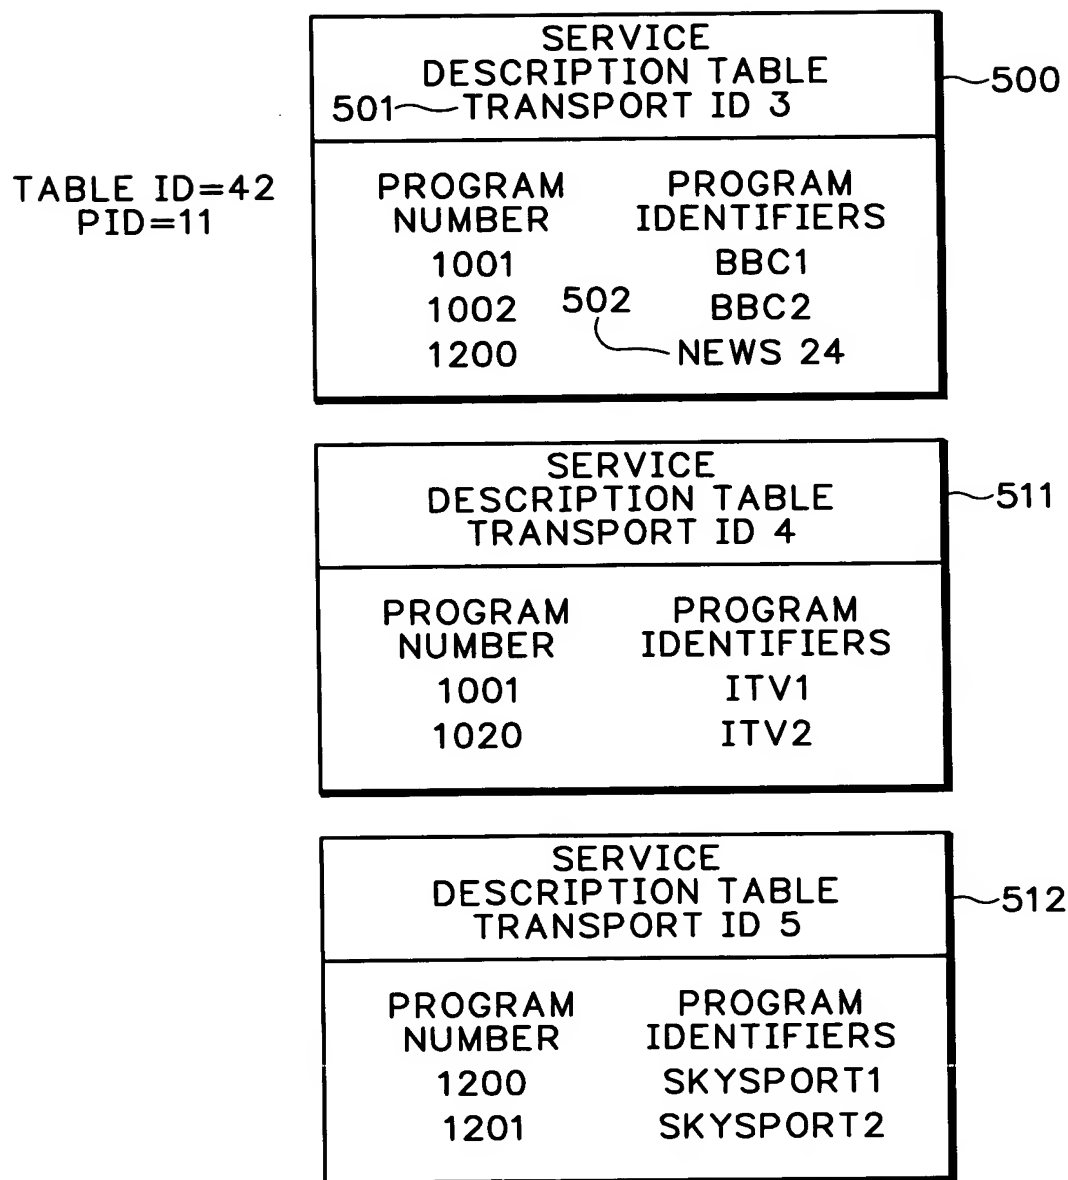 SERVICE
DESCRIPTION TABLE
501 TRANSPORT ID 3
500
TABLE ID=42
PID=11
PROGRAM NUMBER PROGRAM IDENTIFIERS
1001 BBC1
1002 502 BBC2
1200 NEWS 24
SERVICE
DESCRIPTION TABLE
TRANSPORT ID 4
511
PROGRAM NUMBER PROGRAM IDENTIFIERS
1001 ITV1
1020 ITV2
SERVICE
DESCRIPTION TABLE
TRANSPORT ID 5
512
PROGRAM NUMBER PROGRAM IDENTIFIERS
1200 SKYSPORT1
1201 SKYSPORT2